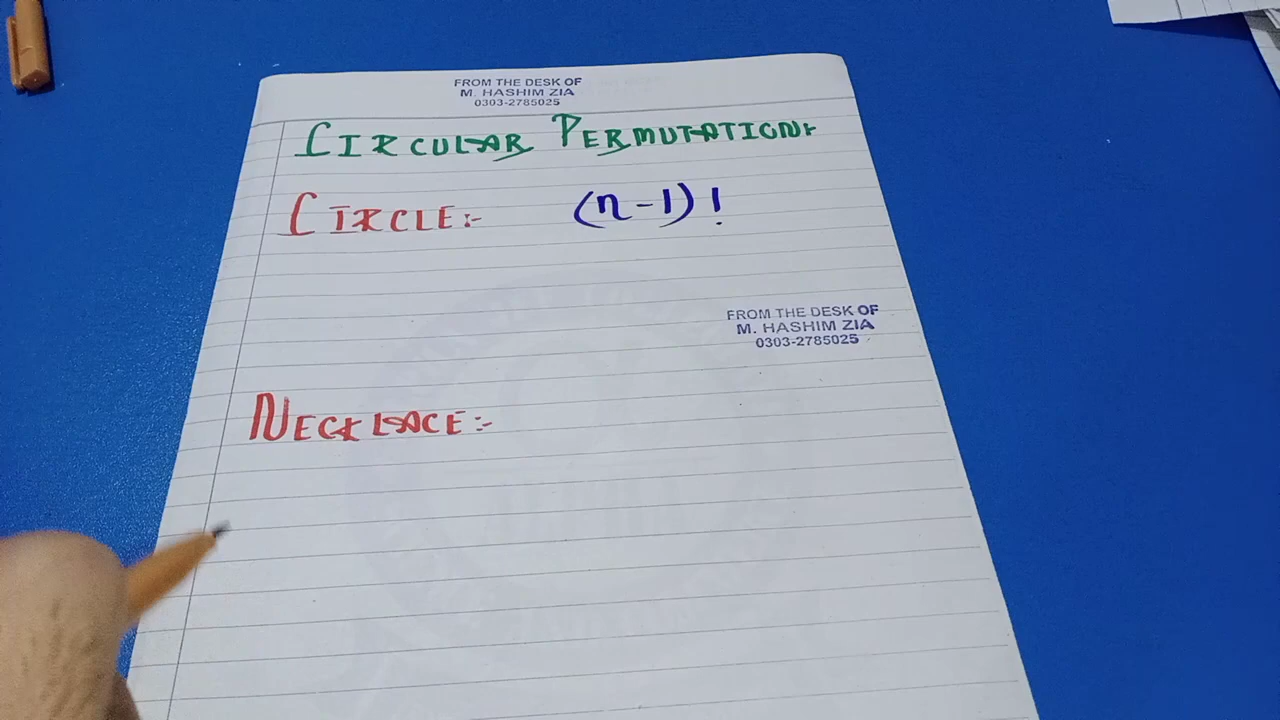 FROM THE DESK OF
M. HASHIM ZIA
0303-2785025
CIRCULAR PERMUTATION:
CIRCLE:- (n-1)!
FROM THE DESK OF
M. HASHIM ZIA
0303-2785025
NECKLACE:-